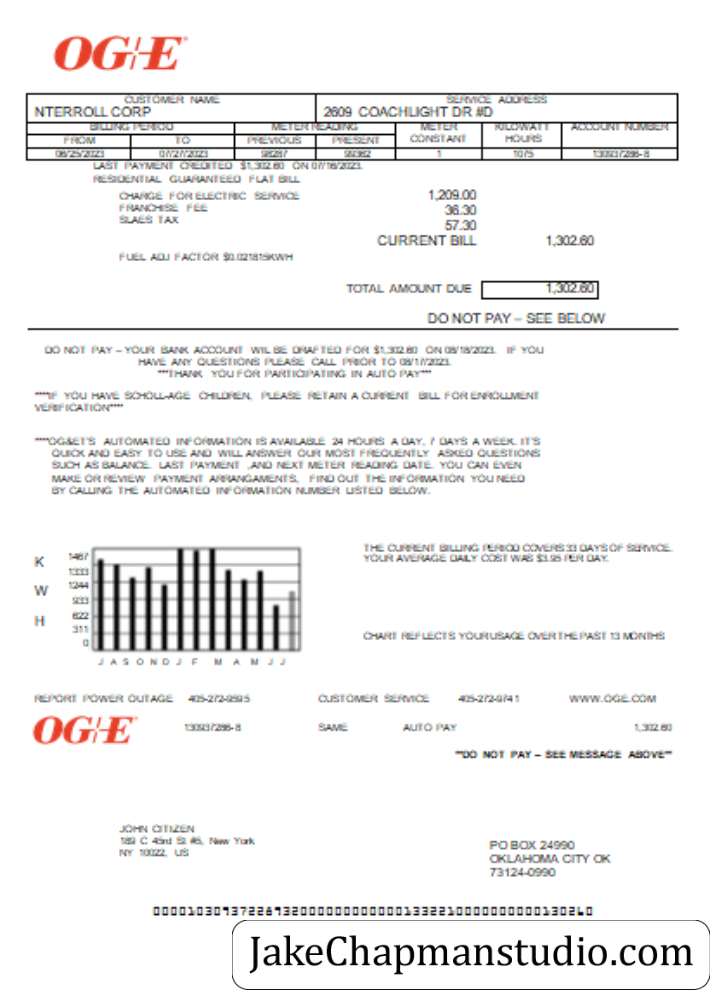 OG+E
CUSTOMER NAME SERVICE ADDRESS
NTERROLL CORP 2609 COACHLIGHT DR #D
BILLING PERIOD METER READING METER KILOWATT ACCOUNT NUMBER
FROM TO PREVIOUS PRESENT CONSTANT HOURS
06/25/2023 07/27/2023 98287 99362 1 1075 130937286-8
LAST PAYMENT CREDITED $1,302.60 ON 07/16/2023.
RESIDENTIAL GUARANTEED FLAT BILL
CHARGE FOR ELECTRIC SERVICE 1,209.00
FRANCHISE FEE 36.30
SLAES TAX 57.30
CURRENT BILL 1,302.60
FUEL ADJ FACTOR $0.021815KWH
TOTAL AMOUNT DUE 1,302.60
DO NOT PAY – SEE BELOW
DO NOT PAY – YOUR BANK ACCOUNT WIL BE DRAFTED FOR $1,302.60 ON 08/18/2023. IF YOU
HAVE ANY QUESTIONS PLEASE CALL PRIOR TO 08/17/2023.
***THANK YOU FOR PARTICIPATING IN AUTO PAY***
****IF YOU HAVE SCHOLL-AGE CHILDREN, PLEASE RETAIN A CURRENT BILL FOR ENROLLMENT
VERIFICATION****
****OG&ET'S AUTOMATED INFORMATION IS AVAILABLE 24 HOURS A DAY, 7 DAYS A WEEK. IT'S
QUICK AND EASY TO USE AND WILL ANSWER OUR MOST FREQUENTLY ASKED QUESTIONS
SUCH AS BALANCE. LAST PAYMENT ,AND NEXT METER READING DATE. YOU CAN EVEN
MAKE OR REVIEW PAYMENT ARRANGAMENTS, FIND OUT THE INFORMATION YOU NEED
BY CALLING THE AUTOMATED INFORMATION NUMBER LISTED BELOW.
THE CURRENT BILLING PERIOD COVERS 33 DAYS OF SERVICE.
YOUR AVERAGE DAILY COST WAS $3.95 PER DAY.
K
W
H
1467
1333
1244
933
622
311
0
J A S O N D J F M A M J J
CHART REFLECTS YOUR USAGE OVER THE PAST 13 MONTHS
REPORT POWER OUTAGE 405-272-9595 CUSTOMER SERVICE 405-272-9741 WWW.OGE.COM
OG+E 130937286-8 SAME AUTO PAY 1,302.60
**DO NOT PAY – SEE MESSAGE ABOVE**
JOHN CITIZEN
189 C 43rd St #5, New York
NY 10022, US
PO BOX 24990
OKLAHOMA CITY OK
73124-0990
JakeChapmanstudio.com